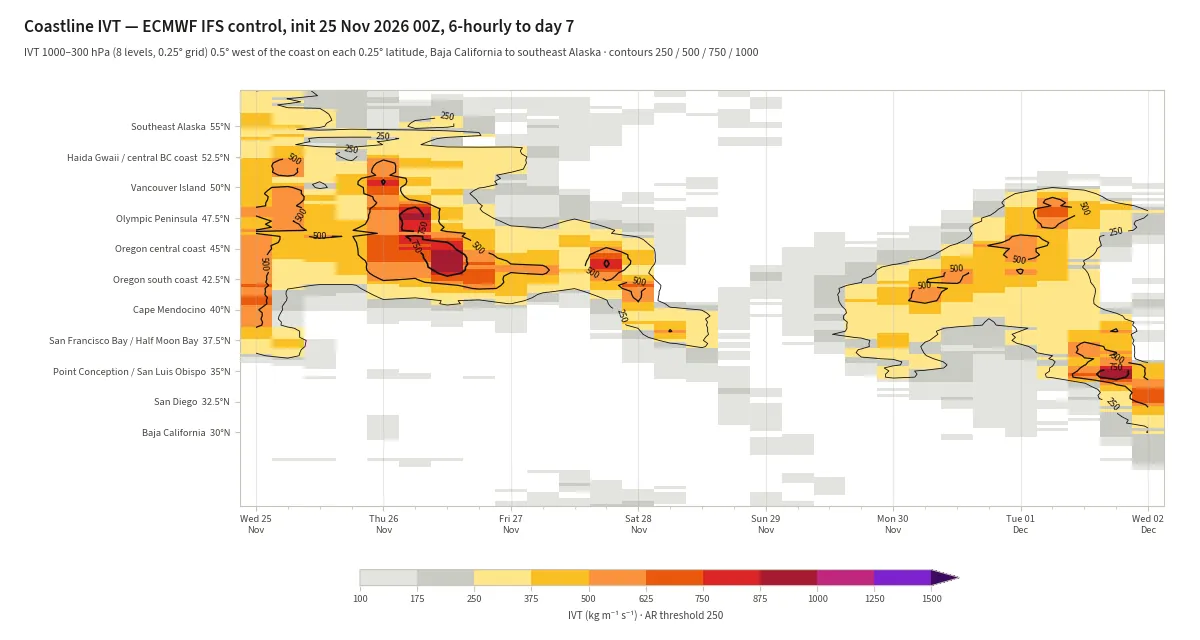 Coastline IVT — ECMWF IFS control, init 25 Nov 2026 00Z, 6-hourly to day 7
IVT 1000–300 hPa (8 levels, 0.25° grid) 0.5° west of the coast on each 0.25° latitude, Baja California to southeast Alaska · contours 250 / 500 / 750 / 1000
Southeast Alaska 55°N
Haida Gwaii / central BC coast 52.5°N
Vancouver Island 50°N
Olympic Peninsula 47.5°N
Oregon central coast 45°N
Oregon south coast 42.5°N
Cape Mendocino 40°N
San Francisco Bay / Half Moon Bay 37.5°N
Point Conception / San Luis Obispo 35°N
San Diego 32.5°N
Baja California 30°N
250
250
250
500
500
500
500
750
750
500
500
500
250
500
500
500
500
250
500
750
250
Wed 25 Nov
Thu 26 Nov
Fri 27 Nov
Sat 28 Nov
Sun 29 Nov
Mon 30 Nov
Tue 01 Dec
Wed 02 Dec
100 175 250 375 500 625 750 875 1000 1250 1500
IVT (kg m⁻¹ s⁻¹) · AR threshold 250